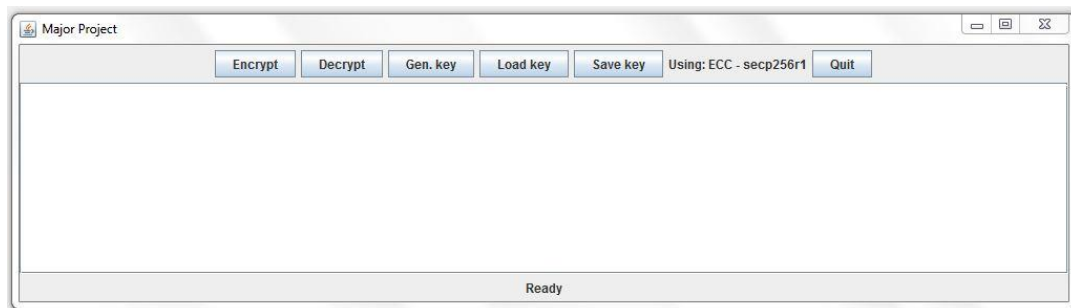 Major Project
Encrypt Decrypt Gen. key Load key Save key Using: ECC - secp256r1 Quit
Ready